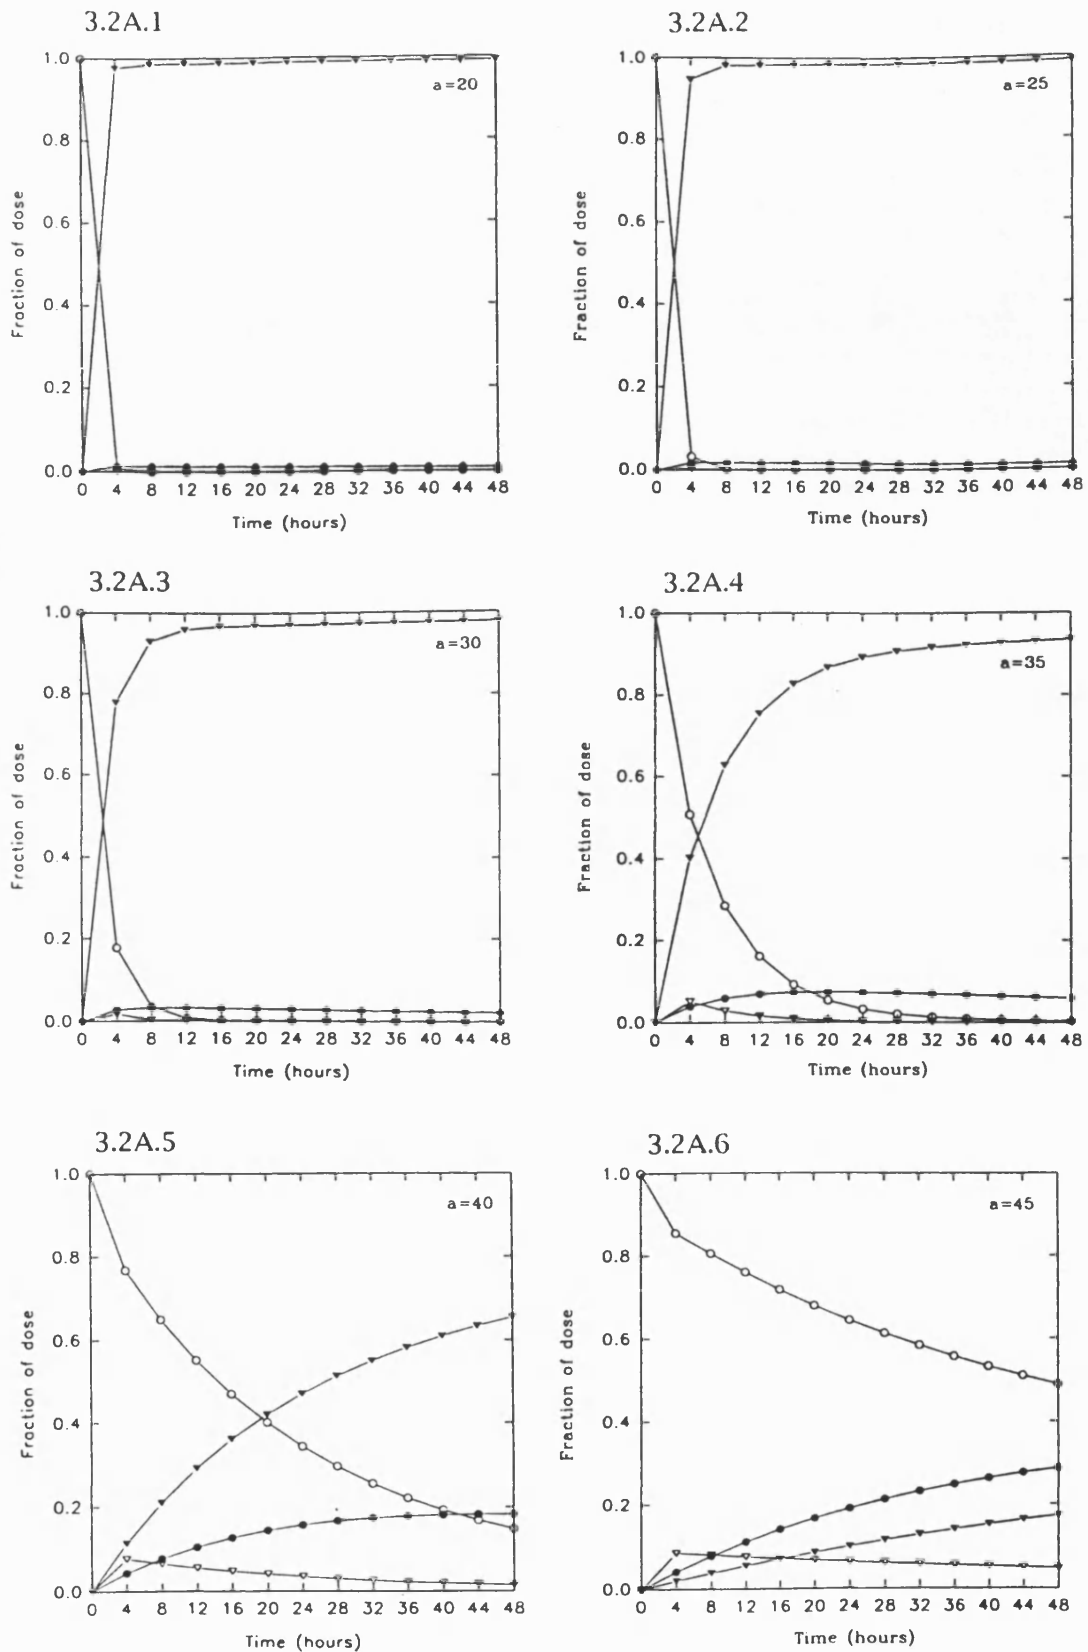 3.2A.1
3.2A.2
1.0
0.8
0.6
0.4
0.2
0.0
Fraction of dose
a=20
0 4 8 12 16 20 24 28 32 36 40 44 48
Time (hours)
1.0
0.8
0.6
0.4
0.2
0.0
Fraction of dose
a=25
0 4 8 12 16 20 24 28 32 36 40 44 48
Time (hours)
3.2A.3
3.2A.4
1.0
0.8
0.6
0.4
0.2
0.0
Fraction of dose
a=30
0 4 8 12 16 20 24 28 32 36 40 44 48
Time (hours)
1.0
0.8
0.6
0.4
0.2
0.0
Fraction of dose
a=35
0 4 8 12 16 20 24 28 32 36 40 44 48
Time (hours)
3.2A.5
3.2A.6
1.0
0.8
0.6
0.4
0.2
0.0
Fraction of dose
a=40
0 4 8 12 16 20 24 28 32 36 40 44 48
Time (hours)
1.0
0.8
0.6
0.4
0.2
0.0
Fraction of dose
a=45
0 4 8 12 16 20 24 28 32 36 40 44 48
Time (hours)